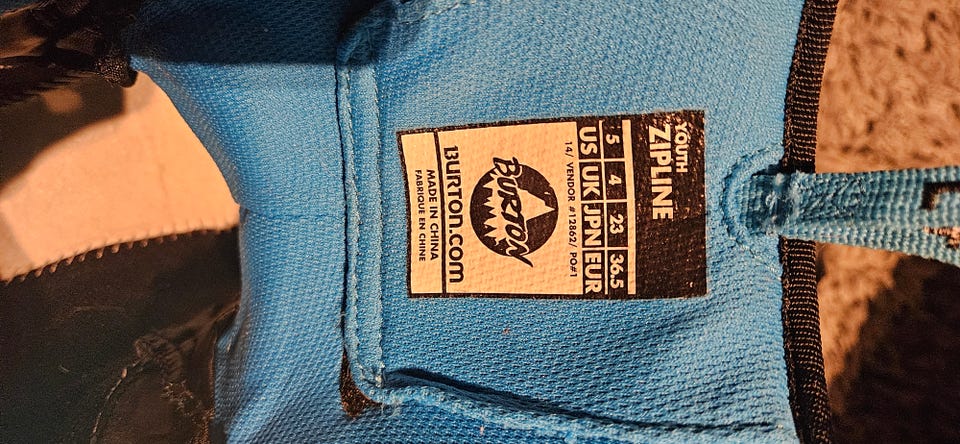 YOUTH
ZIPLINE
5 4 23 36.5
US UK JPN EUR
14/ VENDOR #12862/ PO#1
BURTON
BURTON.COM
MADE IN CHINA
FABRIQUE EN CHINE